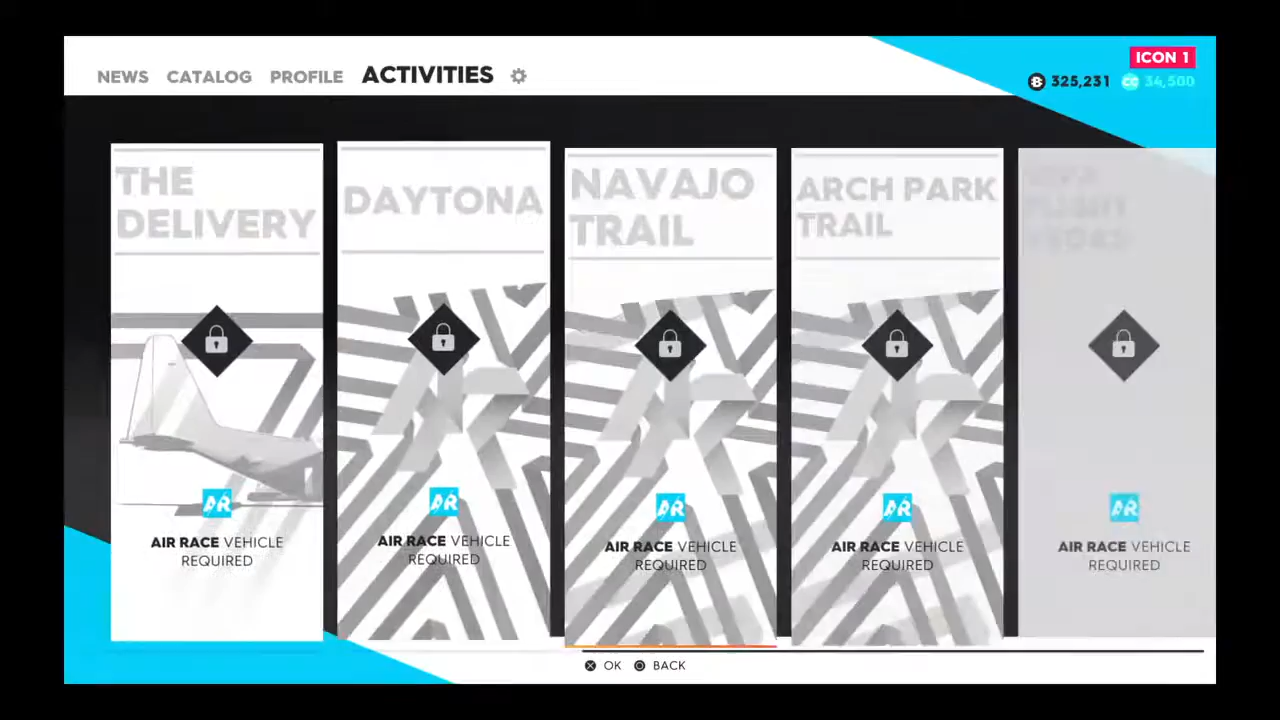 NEWS CATALOG PROFILE ACTIVITIES
ICON 1
325,231 34,500
THE
DELIVERY
AR
AIR RACE VEHICLE
REQUIRED
DAYTONA
AR
AIR RACE VEHICLE
REQUIRED
NAVAJO
TRAIL
AR
AIR RACE VEHICLE
REQUIRED
ARCH PARK
TRAIL
AR
AIR RACE VEHICLE
REQUIRED
FLIGHT
AR
AIR RACE VEHICLE
REQUIRED
OK BACK